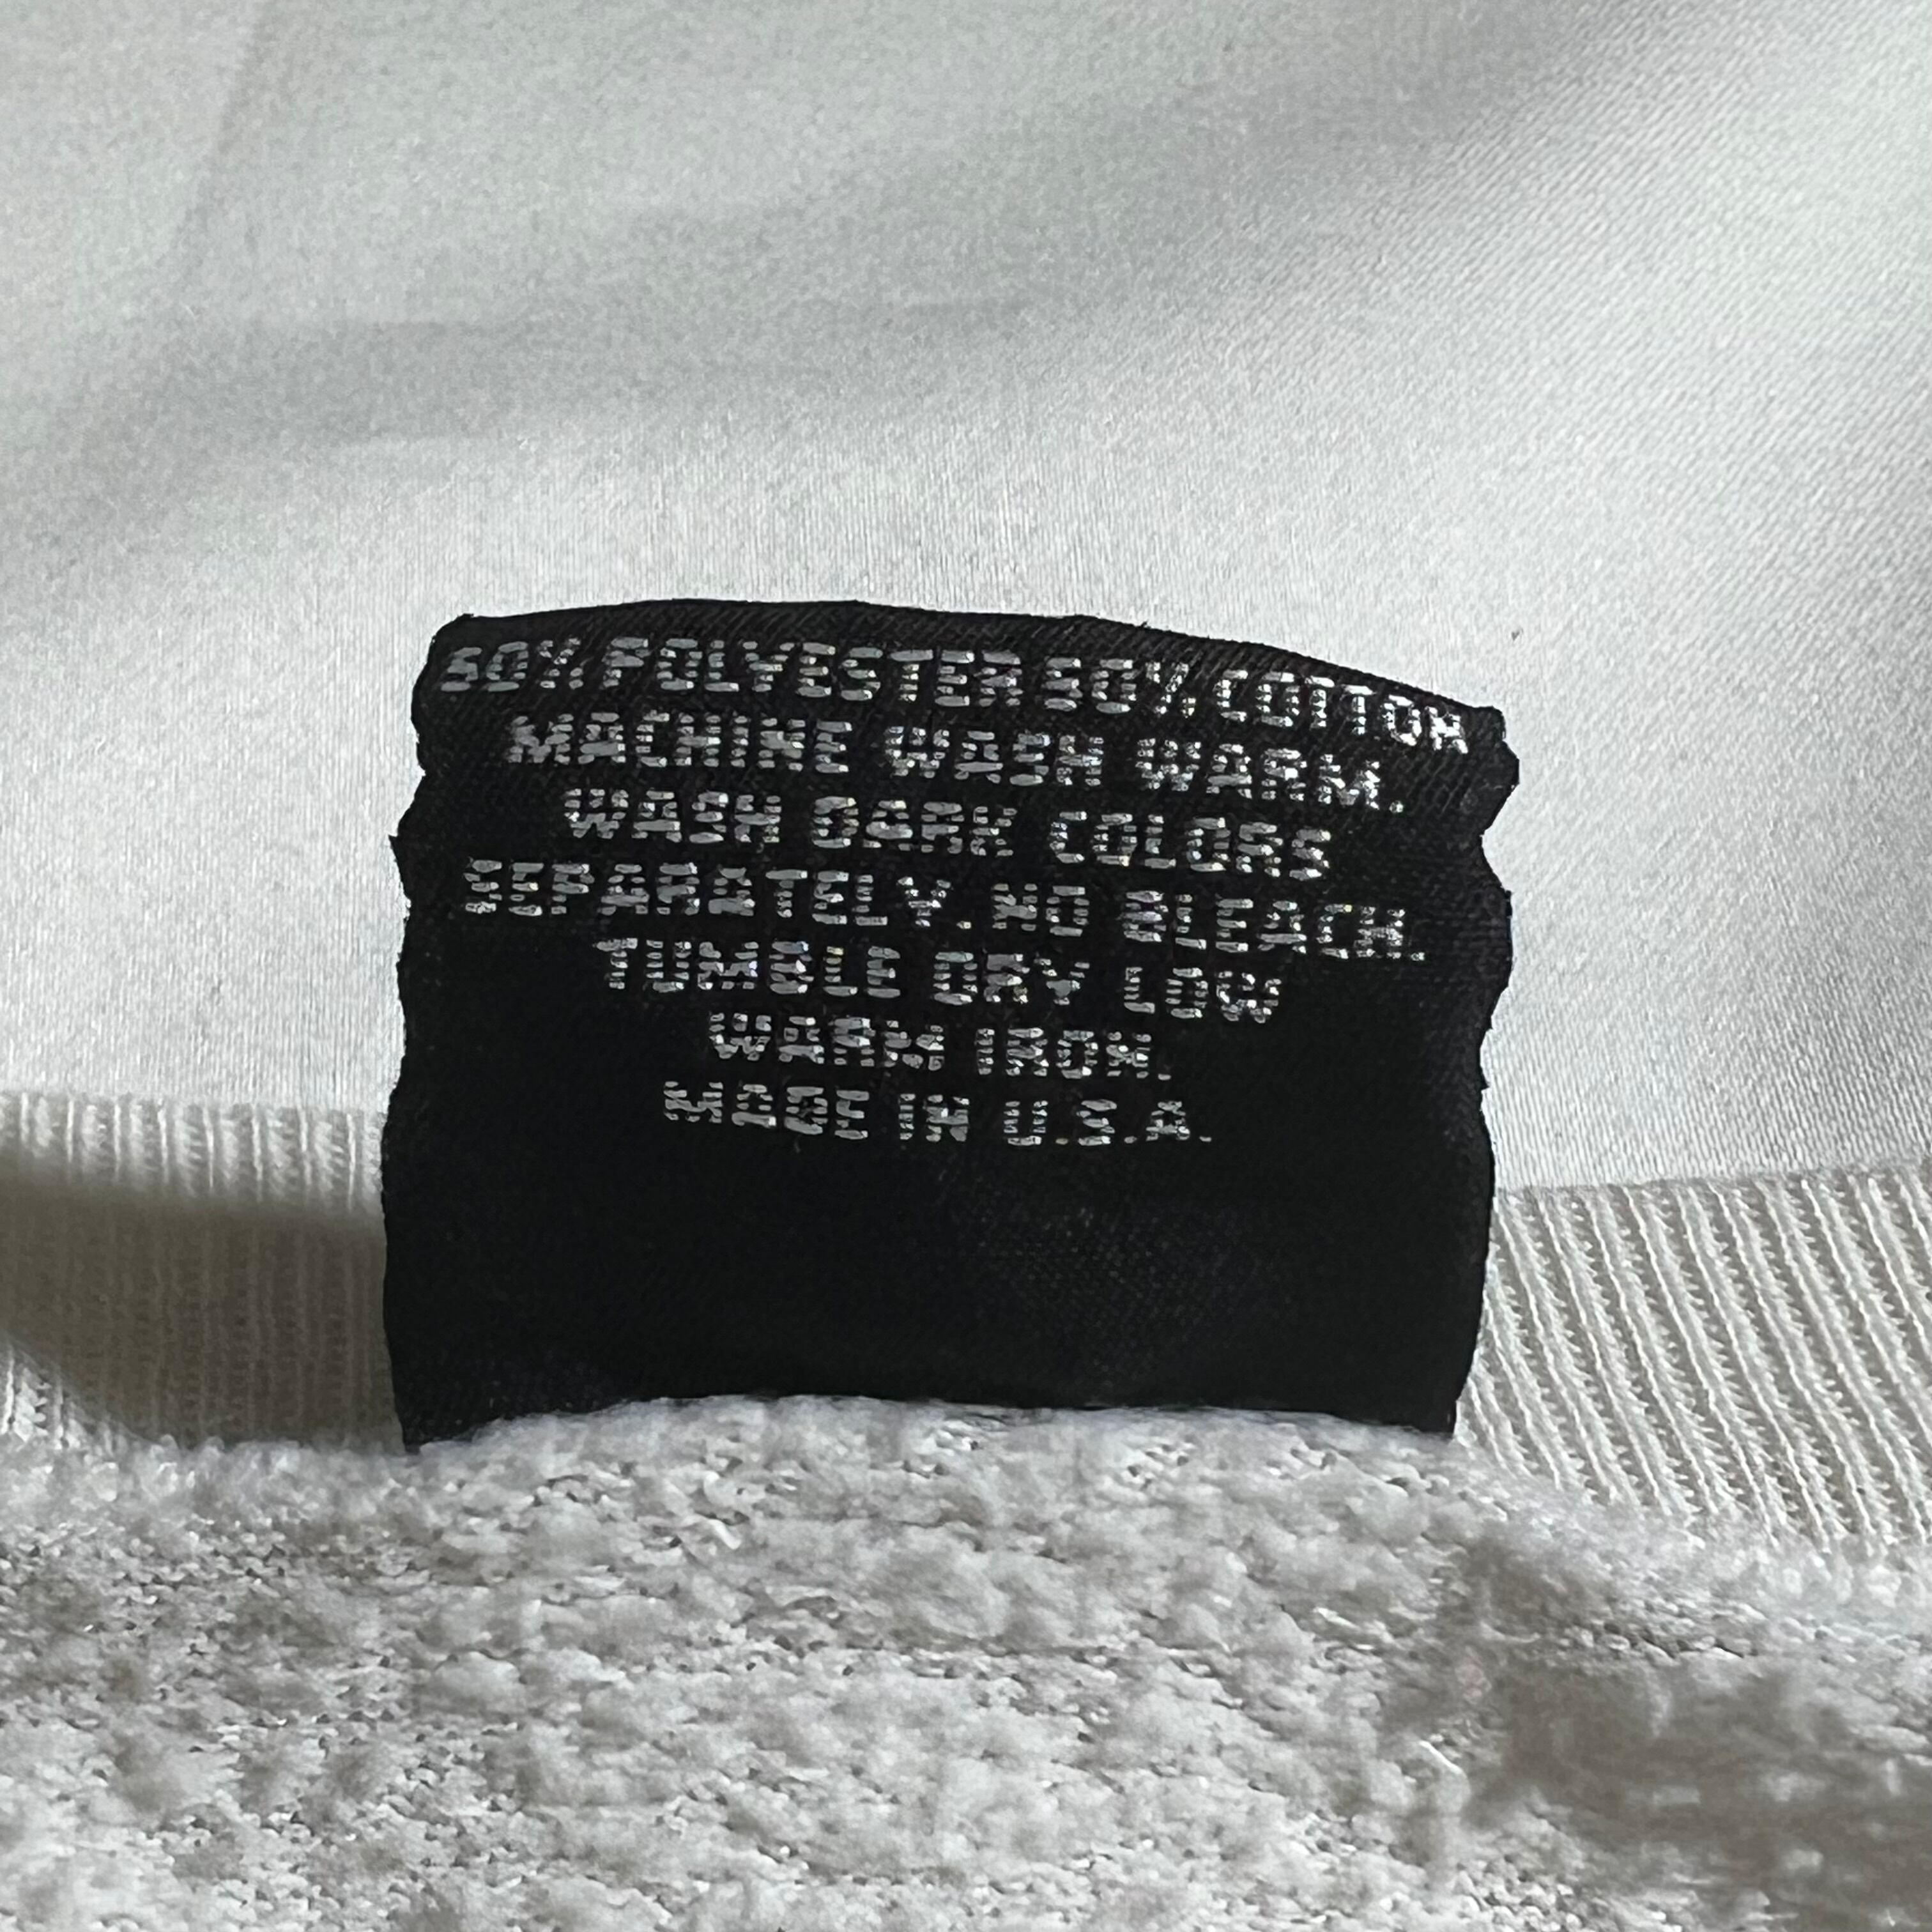 50% POLYESTER 50% COTTON
MACHINE WASH WARM.
WASH DARK COLORS
SEPARATELY. NO BLEACH.
TUMBLE DRY LOW
WARM IRON.
MADE IN U.S.A.